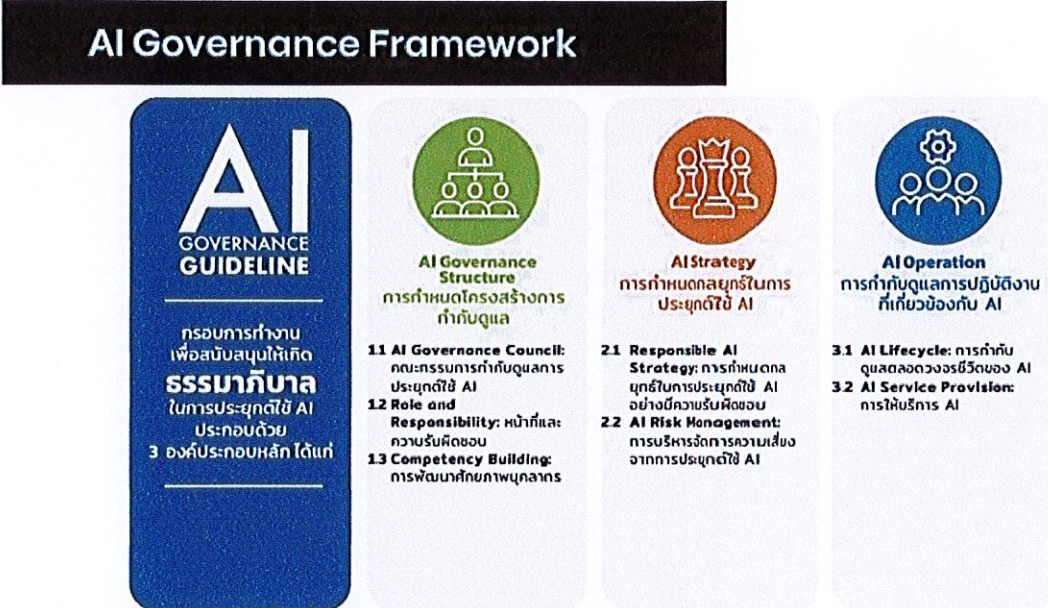 AI Governance Framework
AI
GOVERNANCE
GUIDELINE
กรอบการทำงาน
เพื่อสนับสนุนให้เกิด
ธรรมาภิบาล
ในการประยุกต์ใช้ AI
ประกอบด้วย
3 องค์ประกอบหลัก ได้แก่
AI Governance
Structure
การกำหนดโครงสร้างการ
กำกับดูแล
1.1 AI Governance Council:
คณะกรรมการกำกับดูแลการ
ประยุกต์ใช้ AI
1.2 Role and
Responsibility: หน้าที่และ
ความรับผิดชอบ
1.3 Competency Building:
การพัฒนาศักยภาพบุคลากร
AI Strategy
การกำหนดกลยุทธ์ในการ
ประยุกต์ใช้ AI
2.1 Responsible AI
Strategy: การกำหนดกล
ยุทธ์ในการประยุกต์ใช้ AI
อย่างมีความรับผิดชอบ
2.2 AI Risk Management:
การบริหารจัดการความเสี่ยง
จากการประยุกต์ใช้ AI
AI Operation
การกำกับดูแลการปฏิบัติงาน
ที่เกี่ยวข้องกับ AI
3.1 AI Lifecycle: การกำกับ
ดูแลตลอดวงจรชีวิตของ AI
3.2 AI Service Provision:
การให้บริการ AI